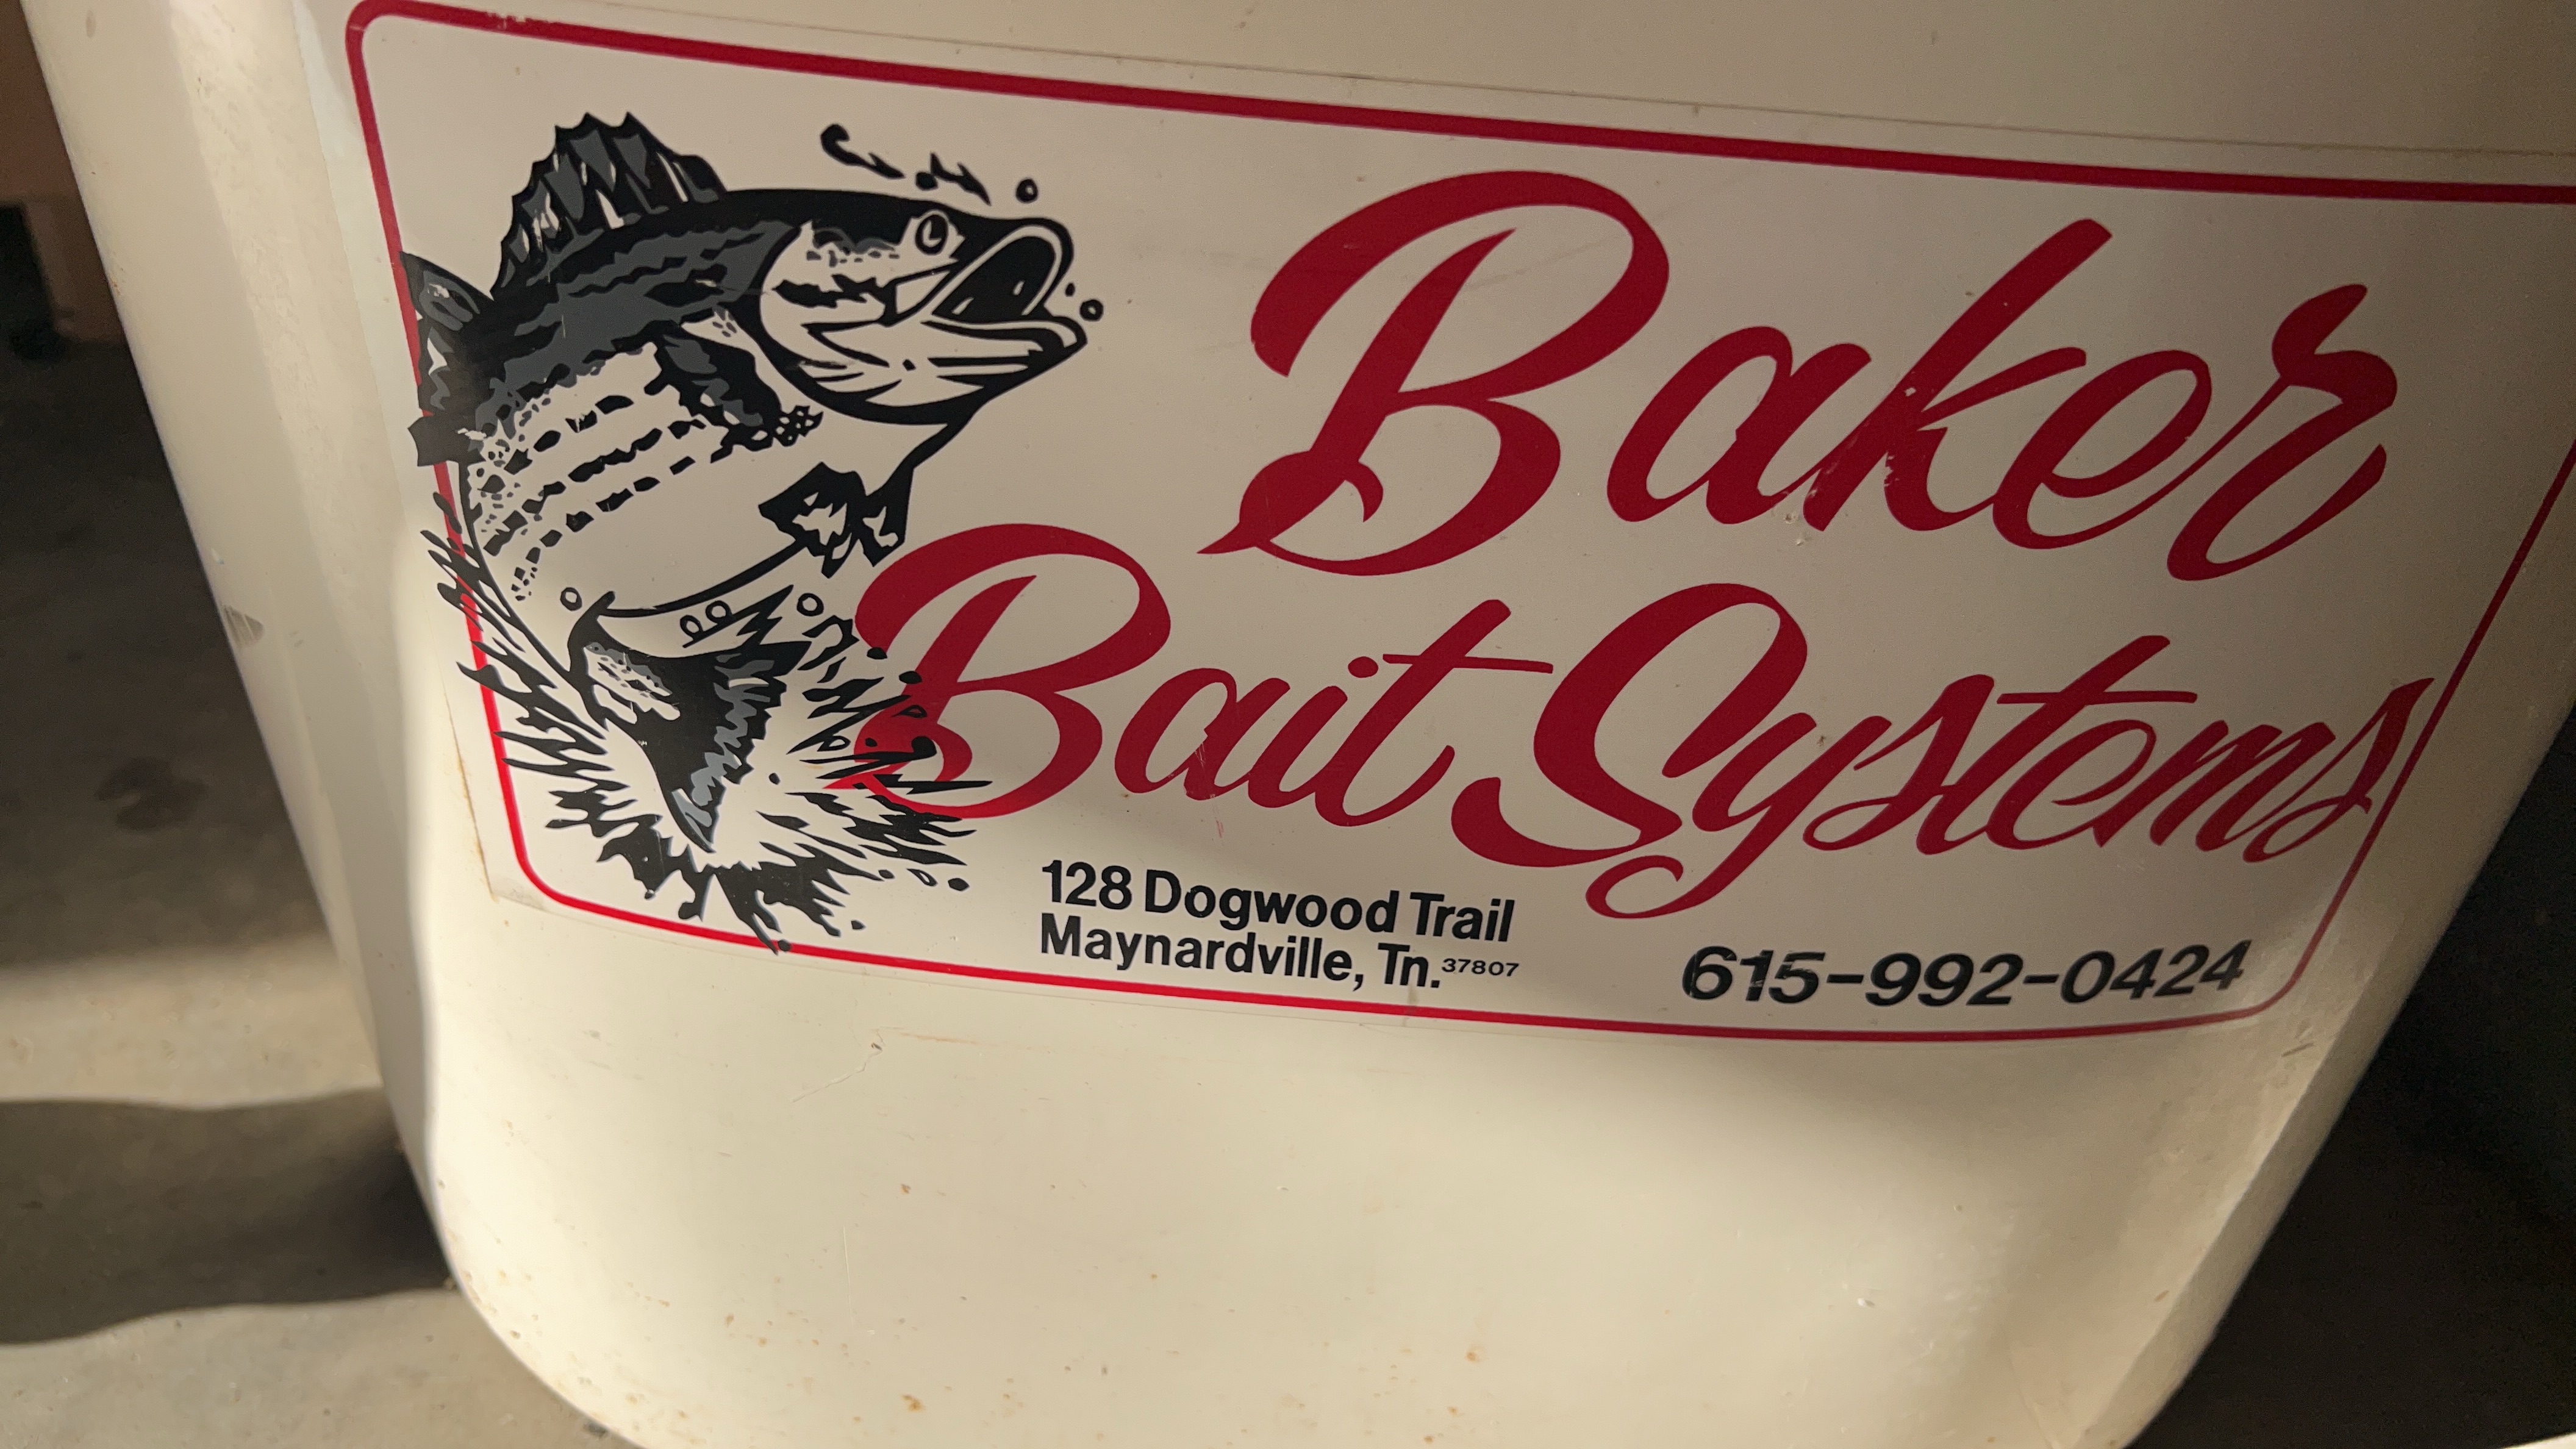 Baker
Bait Systems
128 Dogwood Trail
Maynardville, Tn. 37807
615-992-0424